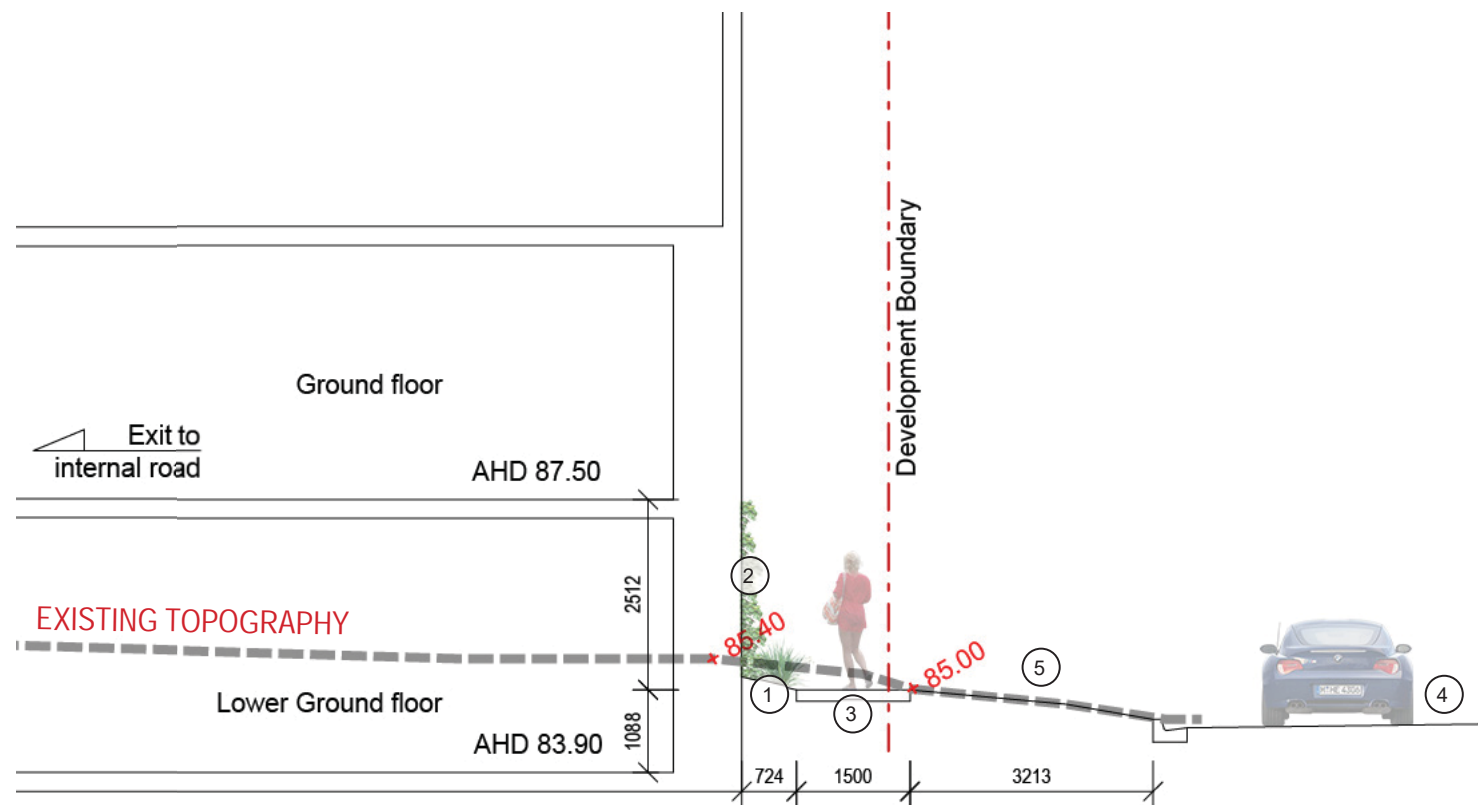 Development Boundary
Ground floor
Exit to
internal road
AHD 87.50
2
2512
EXISTING TOPOGRAPHY
85.40
85.00
5
1
3
4
Lower Ground floor
AHD 83.90
1088
724
1500
3213